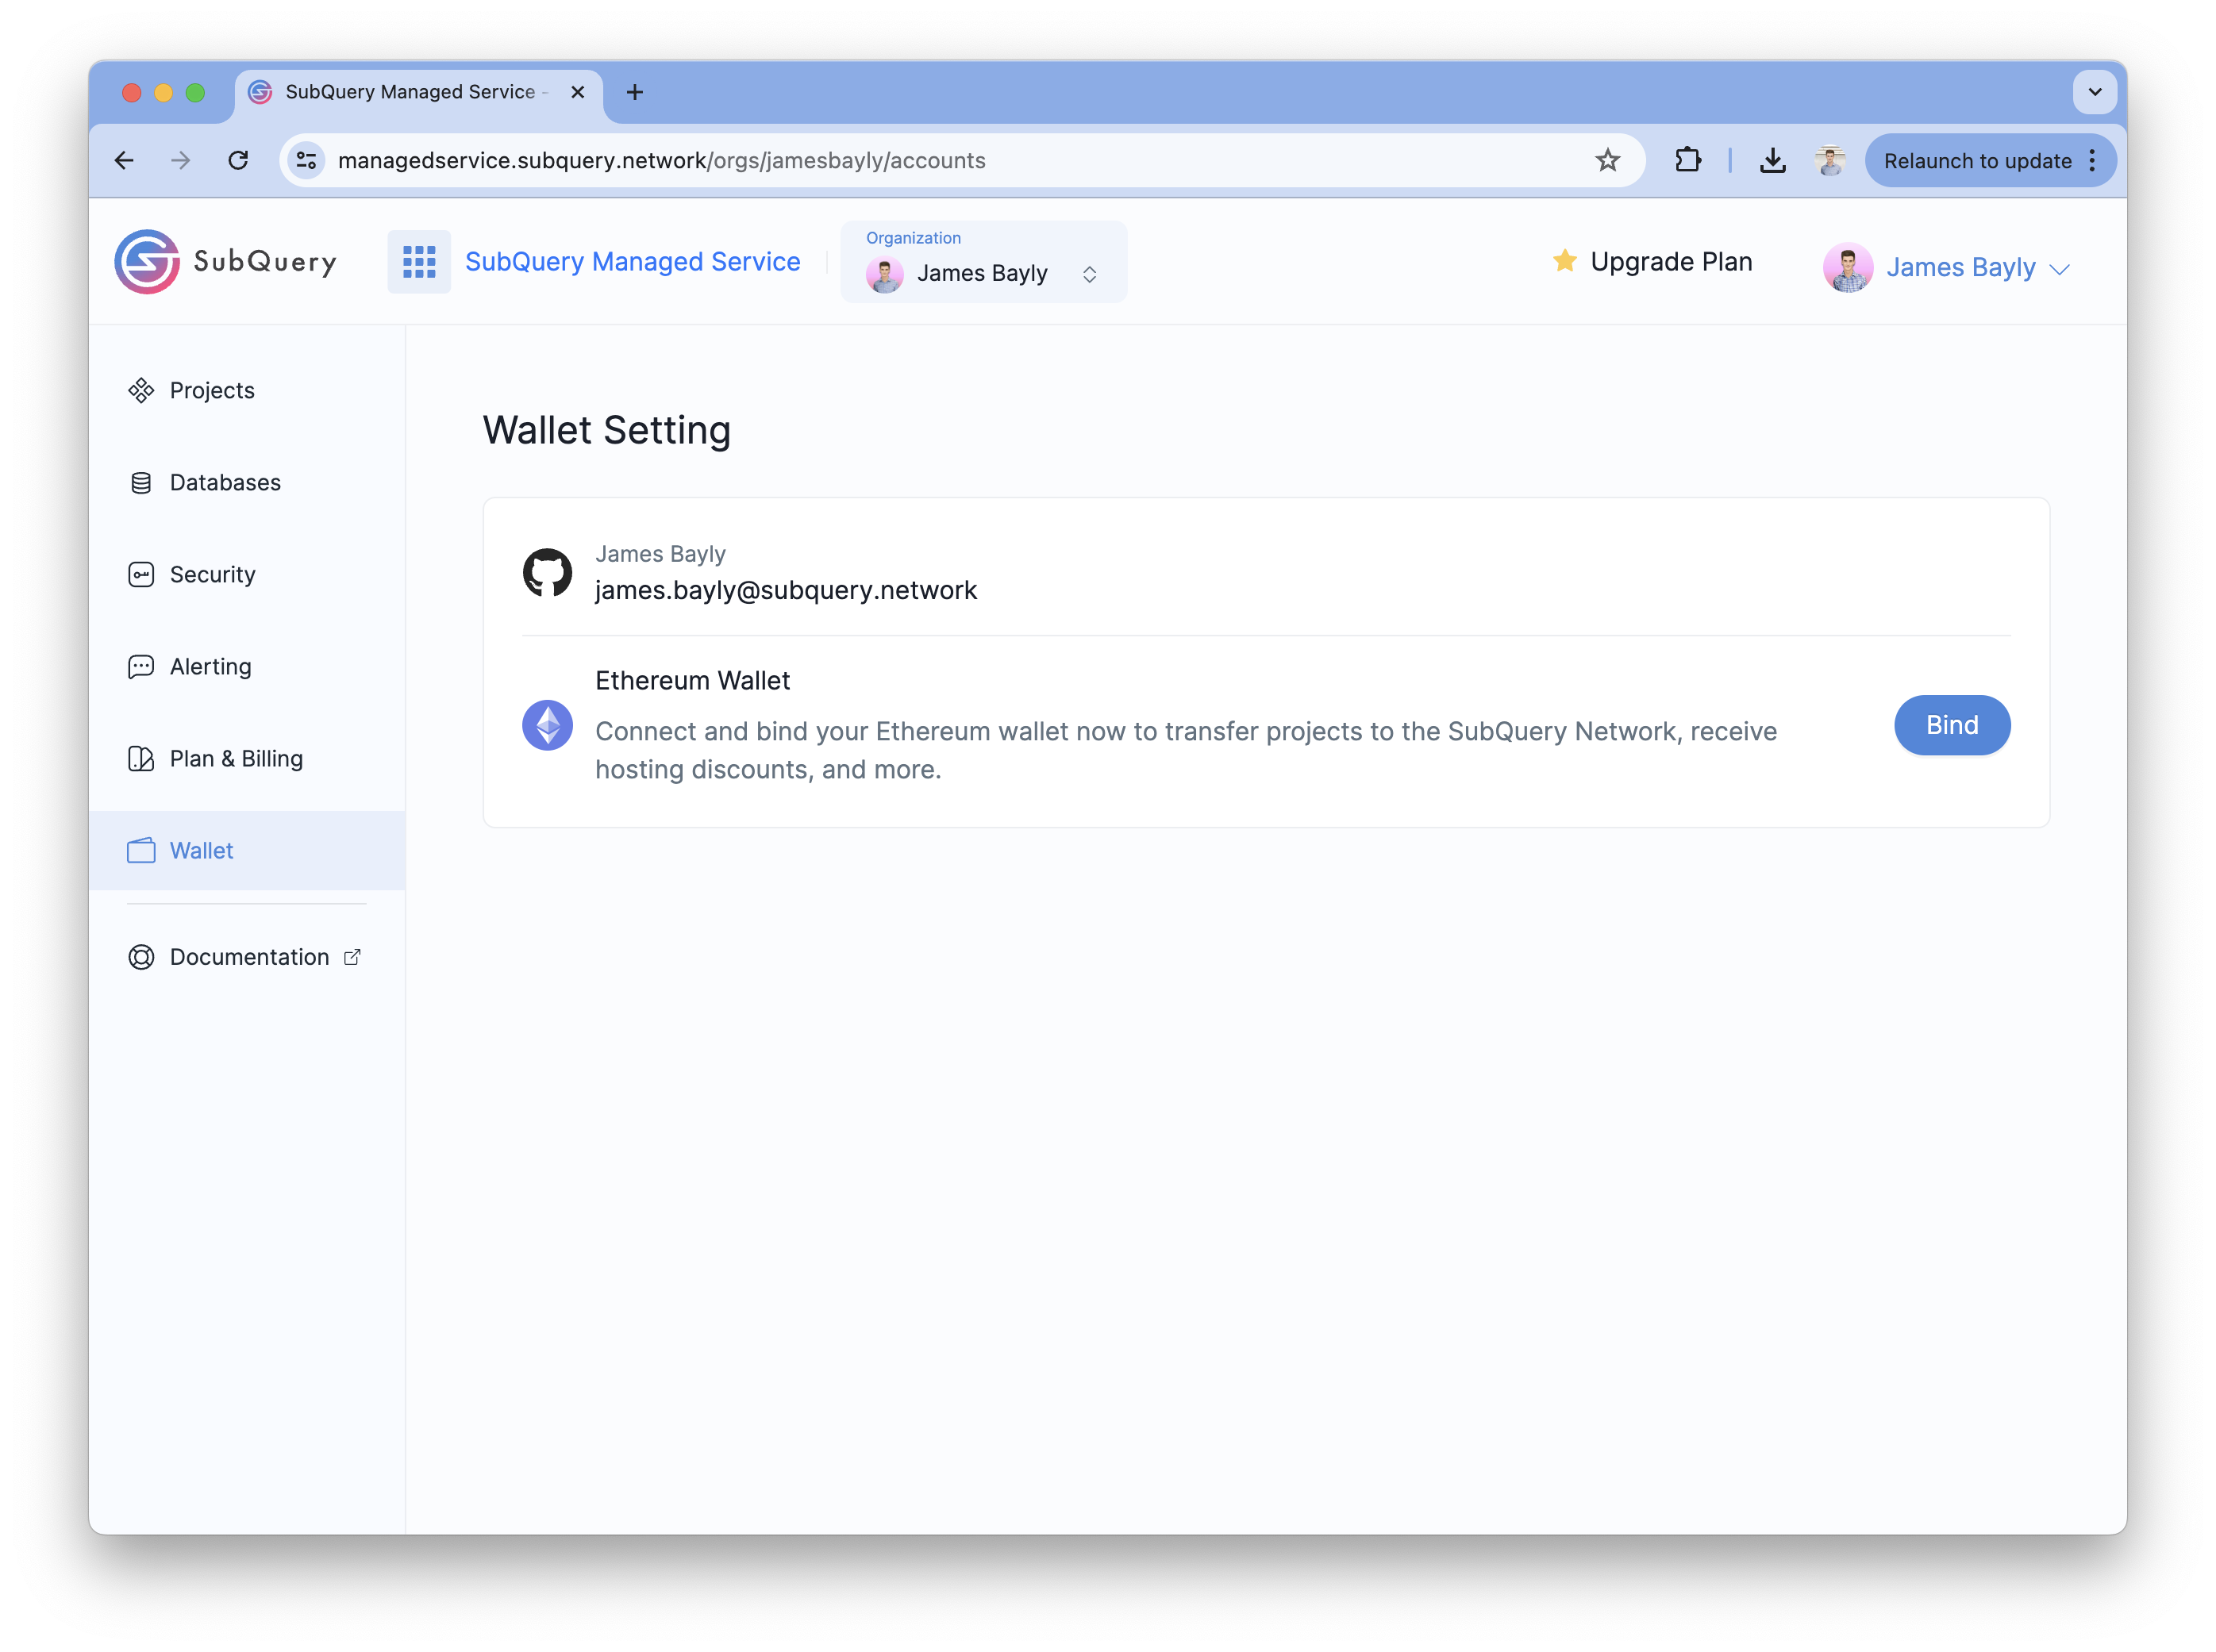 SubQuery Managed Service -
managedservice.subquery.network/orgs/jamesbayly/accounts
Relaunch to update
SubQuery
SubQuery Managed Service
Organization
James Bayly
Upgrade Plan
James Bayly
Projects
Databases
Security
Alerting
Plan & Billing
Wallet
Documentation
Wallet Setting
James Bayly
james.bayly@subquery.network
Ethereum Wallet
Connect and bind your Ethereum wallet now to transfer projects to the SubQuery Network, receive
hosting discounts, and more.
Bind